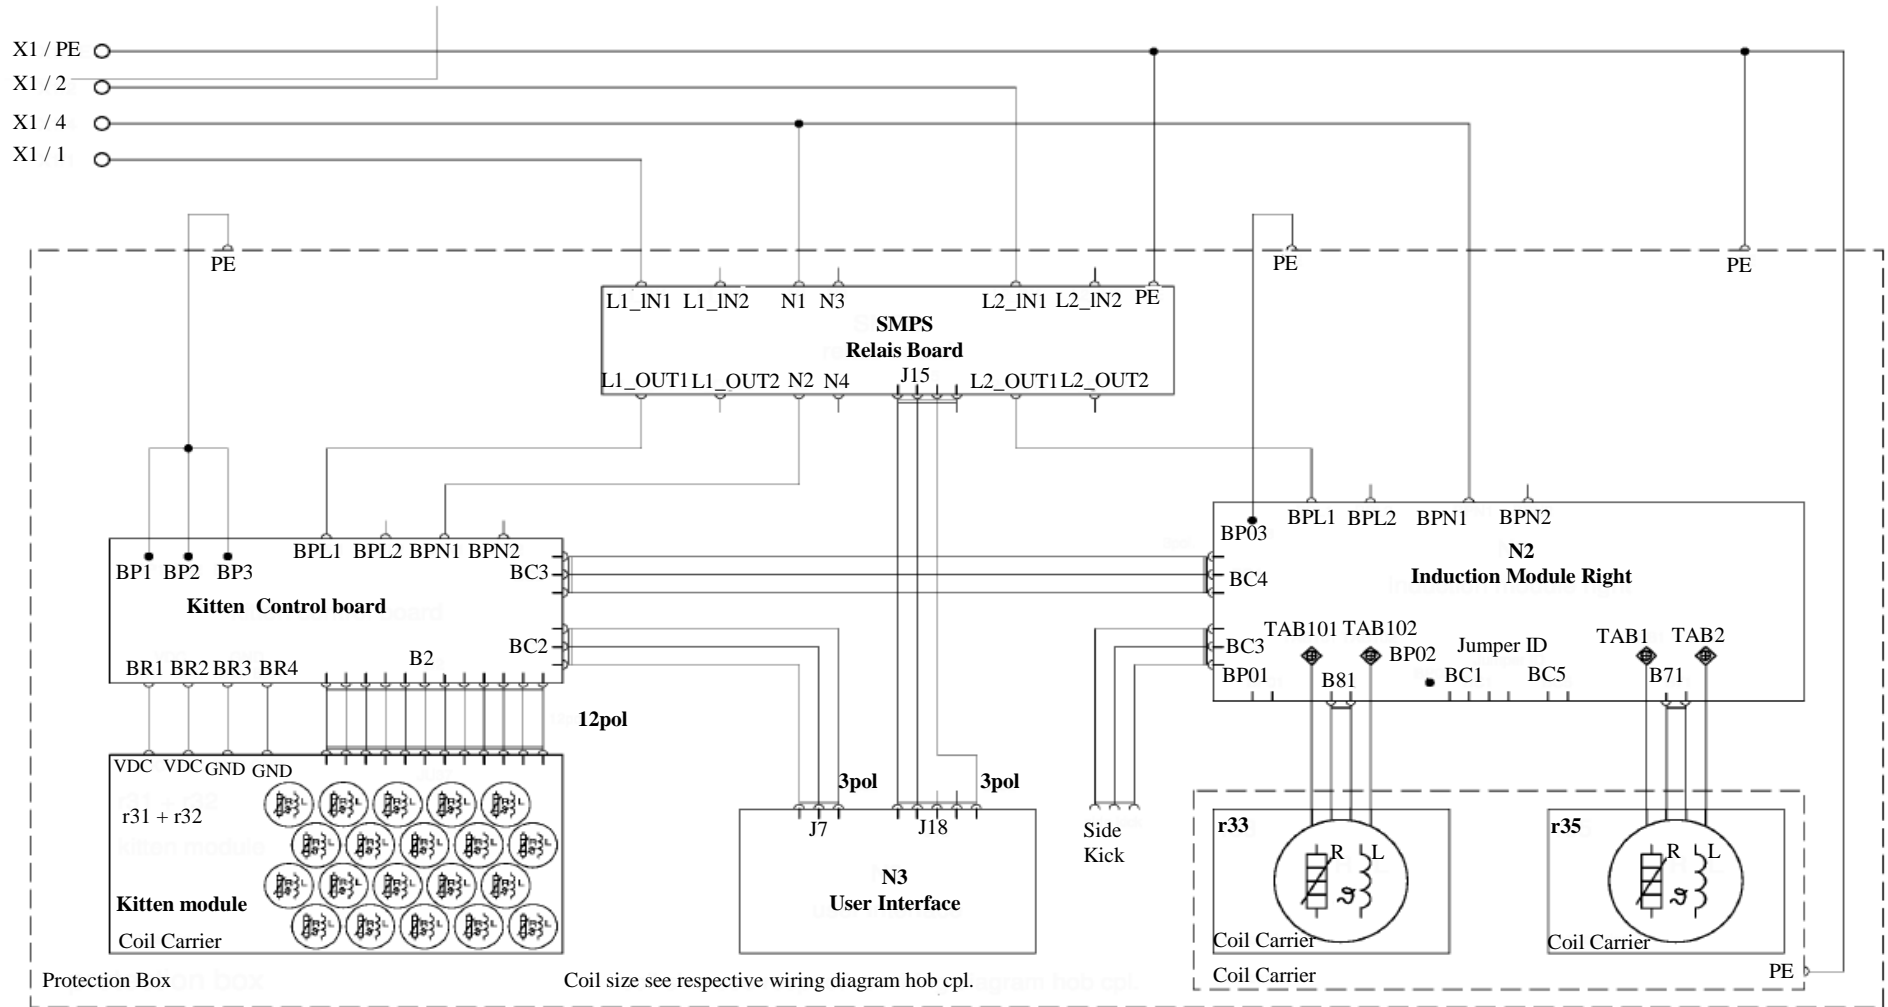 X1 / PE
X1 / 2
X1 / 4
X1 / 1
PE
PE
PE
L1_IN1 L1_IN2 N1 N3 L2_IN1 L2_IN2 PE
SMPS
Relais Board
J15
L1_OUT1 L1_OUT2 N2 N4 L2_OUT1 L2_OUT2
BPL1 BPL2 BPN1 BPN2
BP03
BPL1 BPL2 BPN1 BPN2
BP1 BP2 BP3
BC3
N2
Induction Module Right
BC4
Kitten Control board
BC2
BR1 BR2 BR3 BR4
B2
TAB101 TAB102
Jumper ID
TAB1 TAB2
BC3
BP02
BP01
B81
BC1
BC5
B71
12pol
VDC VDC GND GND
r31 + r32
Kitten module
Coil Carrier
3pol
3pol
J7
J18
N3
User Interface
Side
Kick
r33
R L
ϑ
Coil Carrier
r35
R L
ϑ
Coil Carrier
Coil Carrier
PE
Protection Box
Coil size see respective wiring diagram hob cpl.